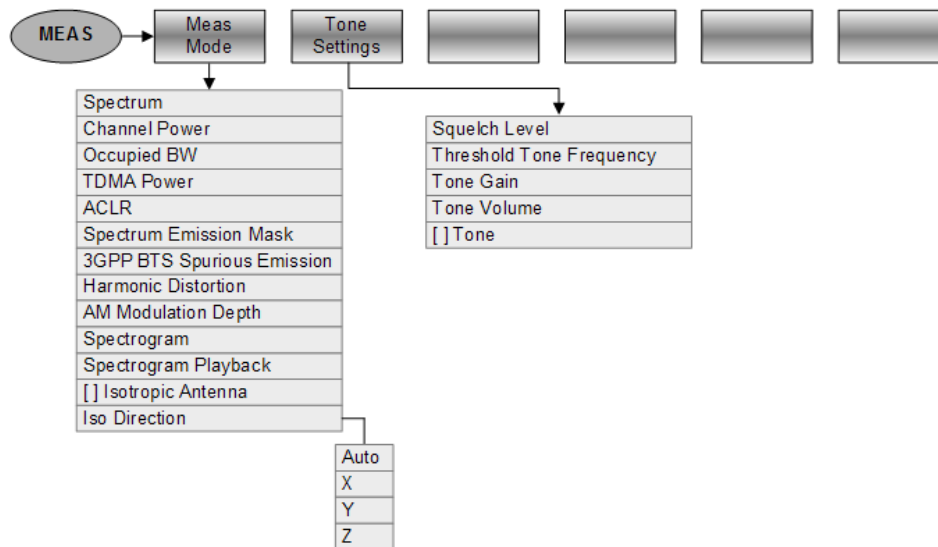 MEAS
Meas
Mode
Tone
Settings
Spectrum
Channel Power
Occupied BW
TDMA Power
ACLR
Spectrum Emission Mask
3GPP BTS Spurious Emission
Harmonic Distortion
AM Modulation Depth
Spectrogram
Spectrogram Playback
[ ] Isotropic Antenna
Iso Direction
Auto
X
Y
Z
Squelch Level
Threshold Tone Frequency
Tone Gain
Tone Volume
[ ] Tone